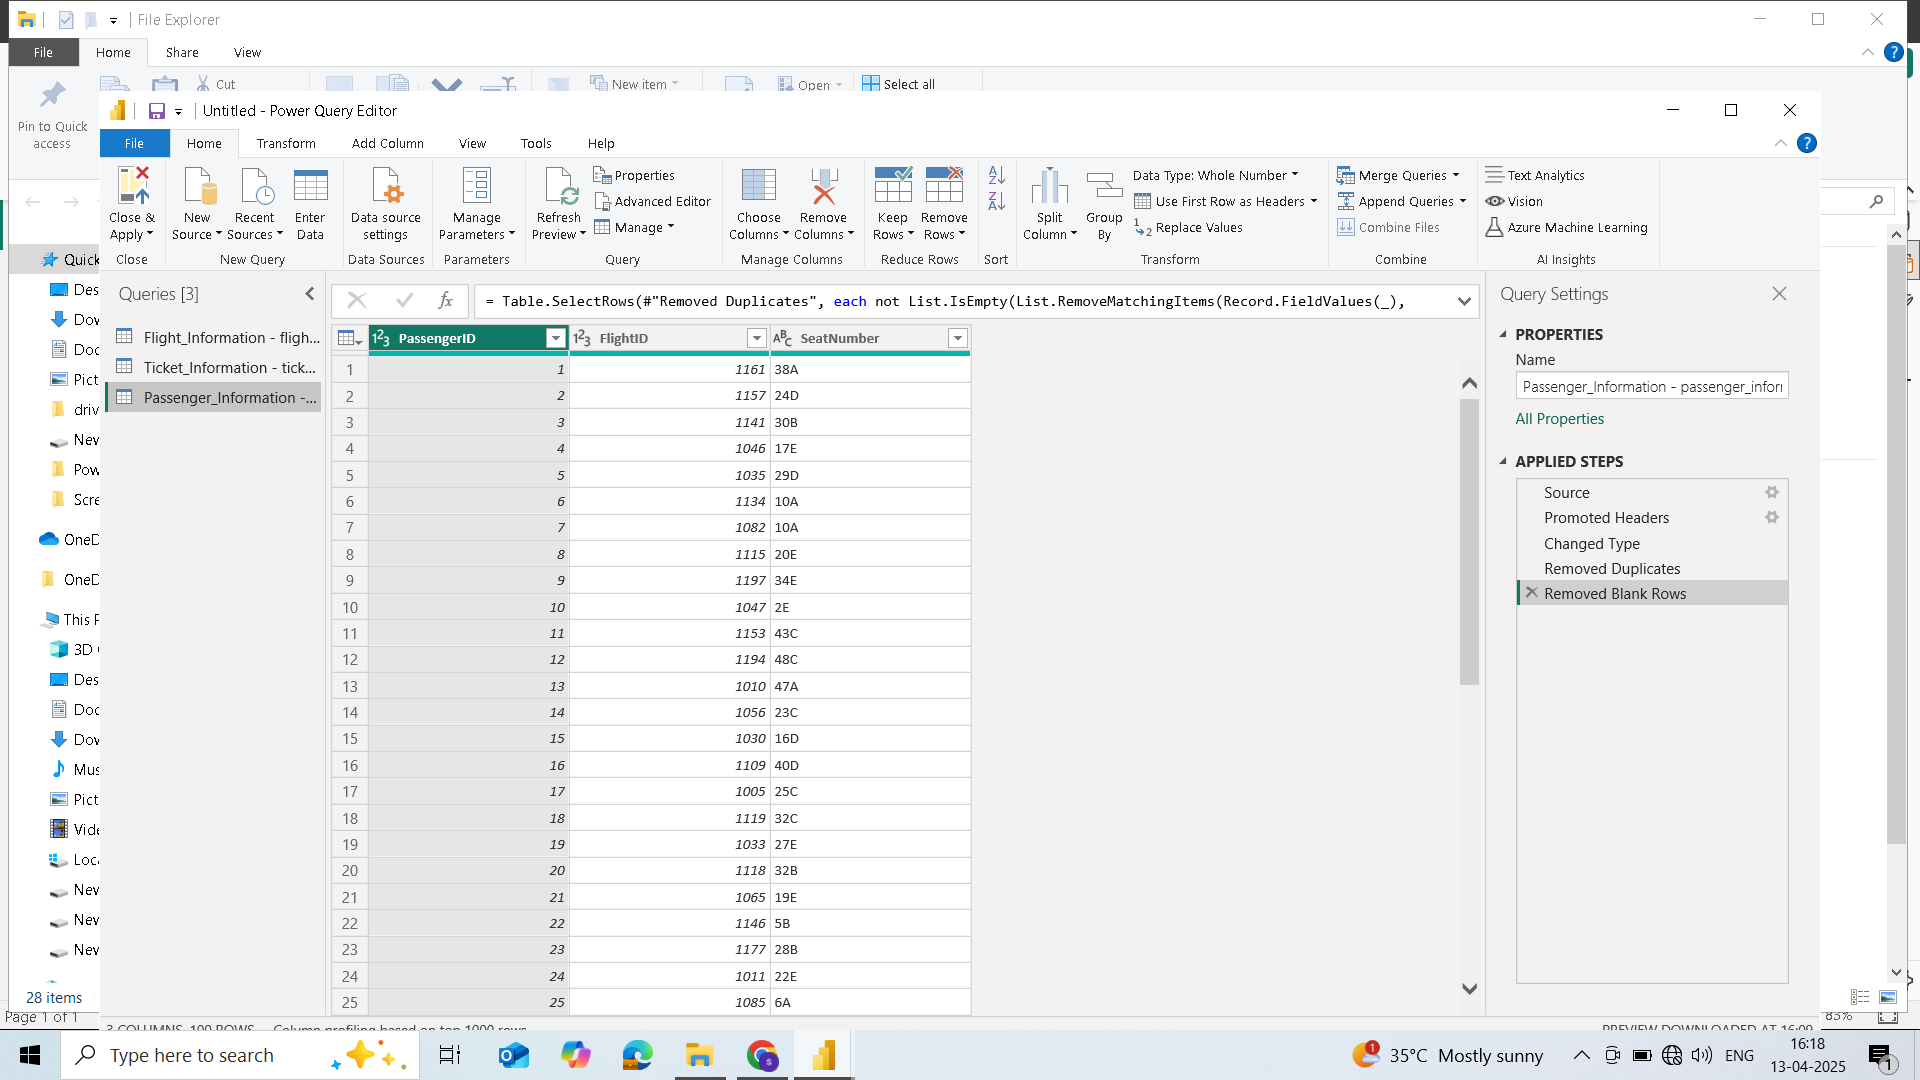 File Explorer
File Home Share View
Cut New item Open Select all
Pin to Quick access
Untitled - Power Query Editor
File Home Transform Add Column View Tools Help
Close & Apply
New Source
Recent Sources
Enter Data
Data source settings
Manage Parameters
Refresh Preview
Properties
Advanced Editor
Manage
Choose Columns
Remove Columns
Keep Rows
Remove Rows
Split Column
Group By
Data Type: Whole Number
Use First Row as Headers
Replace Values
Merge Queries
Append Queries
Combine Files
Text Analytics
Vision
Azure Machine Learning
Close New Query Data Sources Parameters Query Manage Columns Reduce Rows Sort Transform Combine AI Insights
Quick
Des
Dov
Doc
Pict
driv
New
Pow
Scre
OneD
OneD
This P
3D
Des
Doc
Dov
Mus
Pict
Vide
Loca
New
New
New
28 items
Page 1 of 1
Queries [3]
Flight_Information - fligh...
Ticket_Information - tick...
Passenger_Information -...
= Table.SelectRows(#"Removed Duplicates", each not List.IsEmpty(List.RemoveMatchingItems(Record.FieldValues(_),
PassengerID FlightID SeatNumber
1 1 1161 38A
2 2 1157 24D
3 3 1141 30B
4 4 1046 17E
5 5 1035 29D
6 6 1134 10A
7 7 1082 10A
8 8 1115 20E
9 9 1197 34E
10 10 1047 2E
11 11 1153 43C
12 12 1194 48C
13 13 1010 47A
14 14 1056 23C
15 15 1030 16D
16 16 1109 40D
17 17 1005 25C
18 18 1119 32C
19 19 1033 27E
20 20 1118 32B
21 21 1065 19E
22 22 1146 5B
23 23 1177 28B
24 24 1011 22E
25 25 1085 6A
3 COLUMNS, 100 ROWS Column profiling based on top 1000 rows
PREVIEW DOWNLOADED AT 16:09
Query Settings
PROPERTIES
Name
Passenger_Information - passenger_infor
All Properties
APPLIED STEPS
Source
Promoted Headers
Changed Type
Removed Duplicates
Removed Blank Rows
83%
Type here to search
35°C Mostly sunny
ENG
16:18
13-04-2025